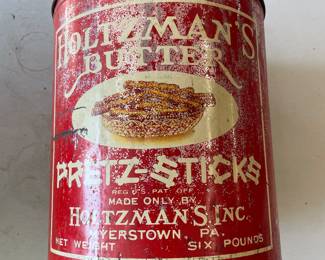 HOLTZMAN'S
BUTTER
PRETZ-STICKS
REG. U.S. PAT. OFF.
MADE ONLY BY
HOLTZMAN'S, INC.
MYERSTOWN, PA.
NET WEIGHT SIX POUNDS